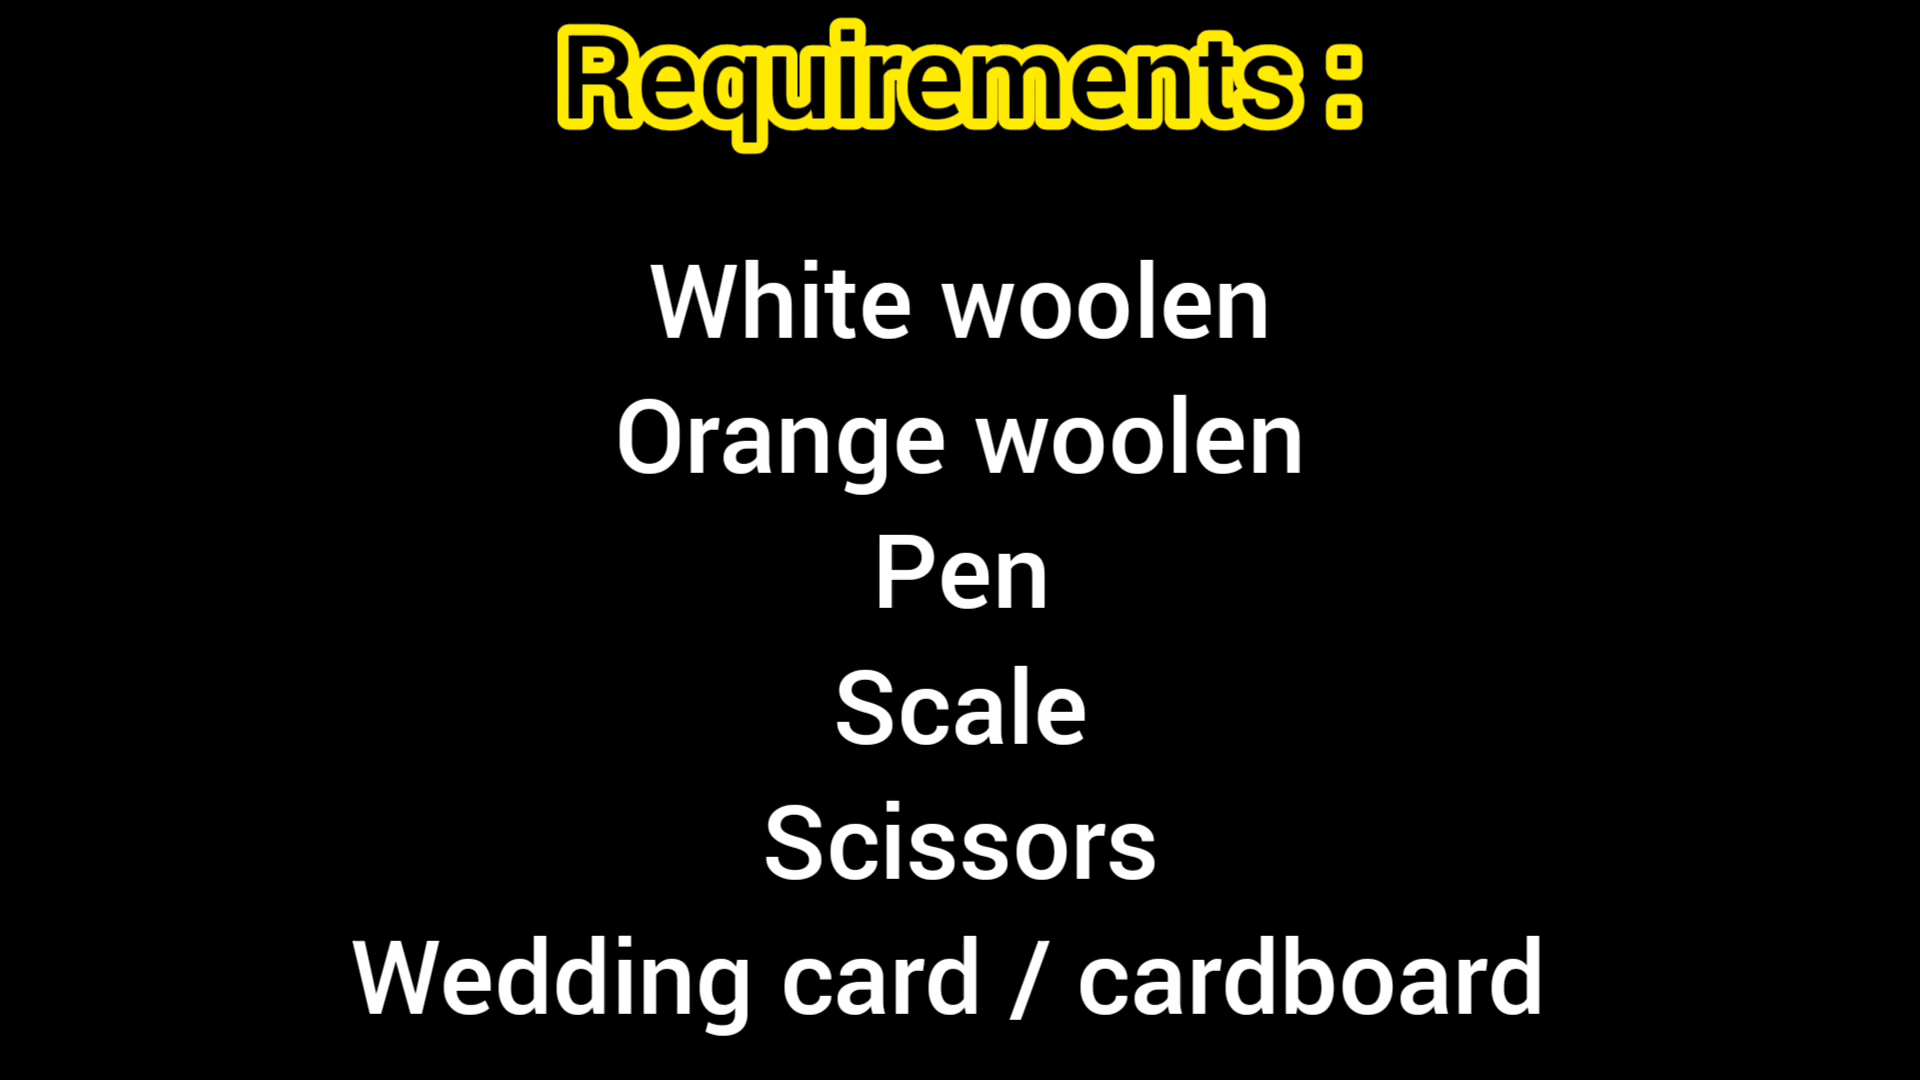 Requirements :
White woolen
Orange woolen
Pen
Scale
Scissors
Wedding card / cardboard